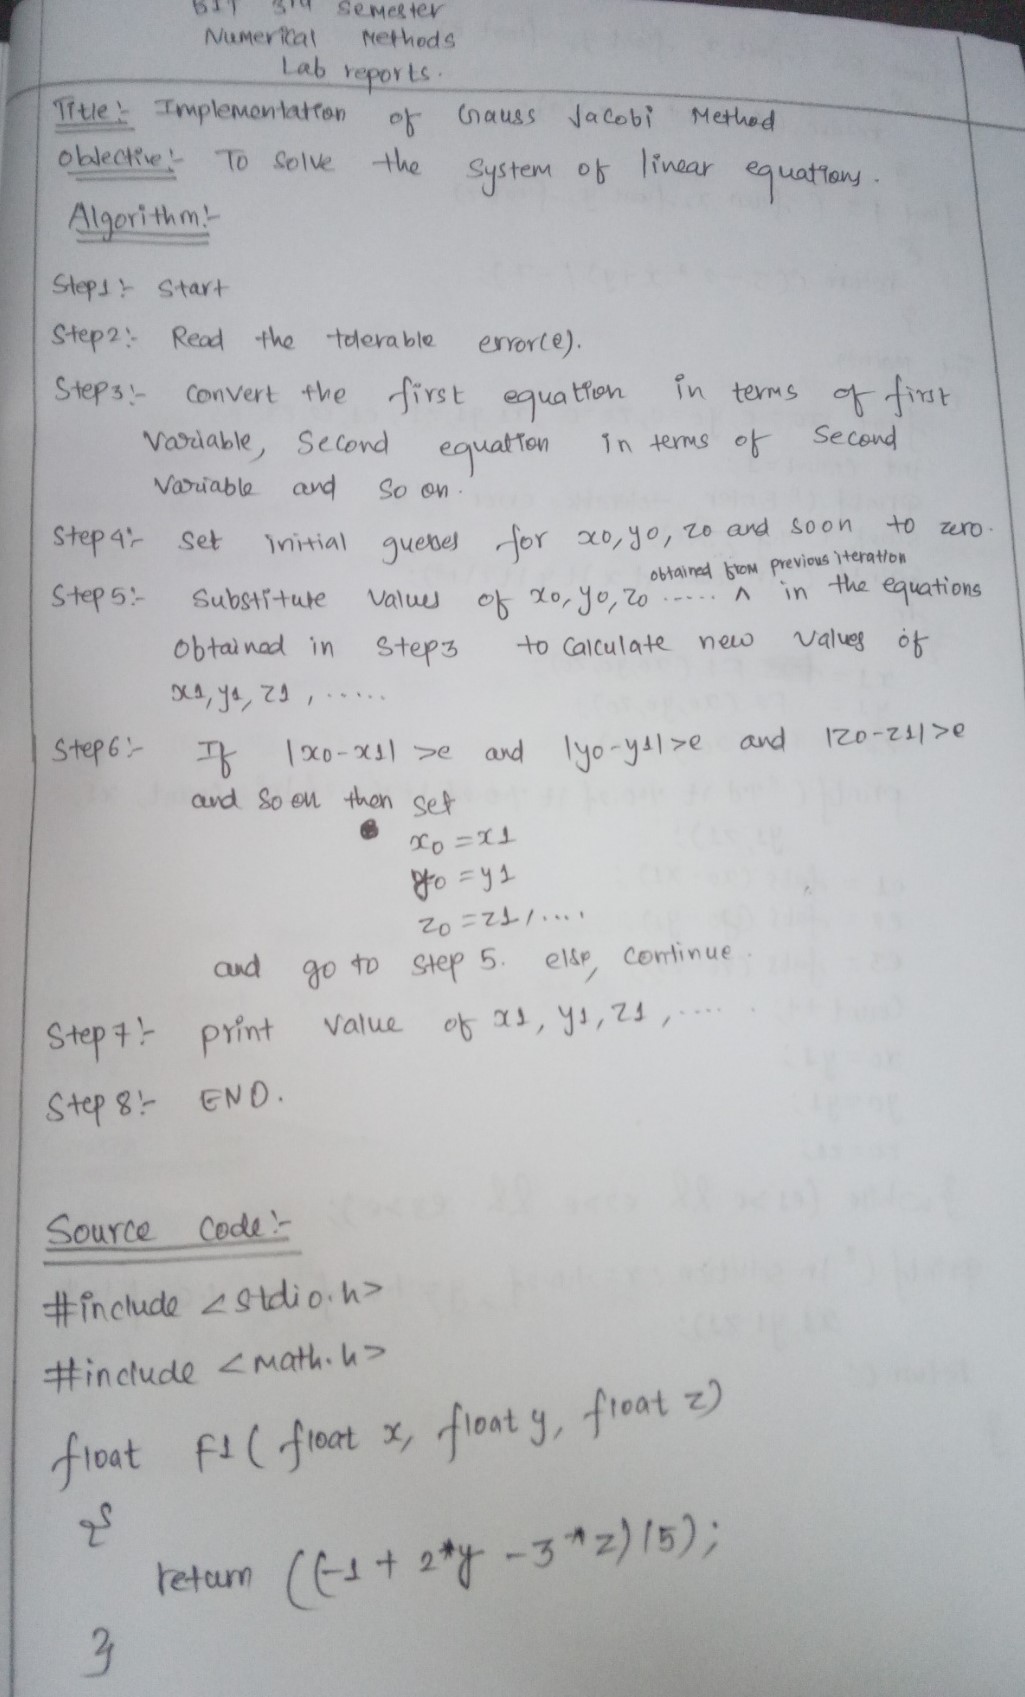 BIT 3rd Semester
Numerical Methods
Lab reports.
Title:- Implementation of Gauss Jacobi Method
Objective:- To solve the system of linear equations.
Algorithm:-
Step1:- Start
Step2:- Read the tolerable error(e).
Step3:- Convert the first equation in terms of first
Variable, Second equation in terms of Second
Variable and so on.
Step4:- Set initial guesses for x0, y0, z0 and soon to zero.
obtained from previous iteration
Step5:- Substitute values of x0, y0, z0 ...... ^ in the equations
obtained in step3 to calculate new values of
x1, y1, z1, ......
Step6:- If |x0-x1| >e and |y0-y1|>e and |z0-z1|>e
and so on then set
x0 = x1
y0 = y1
z0 = z1, ....
and go to step 5. else, continue.
Step7:- print value of x1, y1, z1, .....
Step 8:- END.
Source code:-
#include <stdio.h>
#include <math.h>
float F1( float x, float y, float z)
{
return ((-1 + 2*y - 3*z)/5);
}